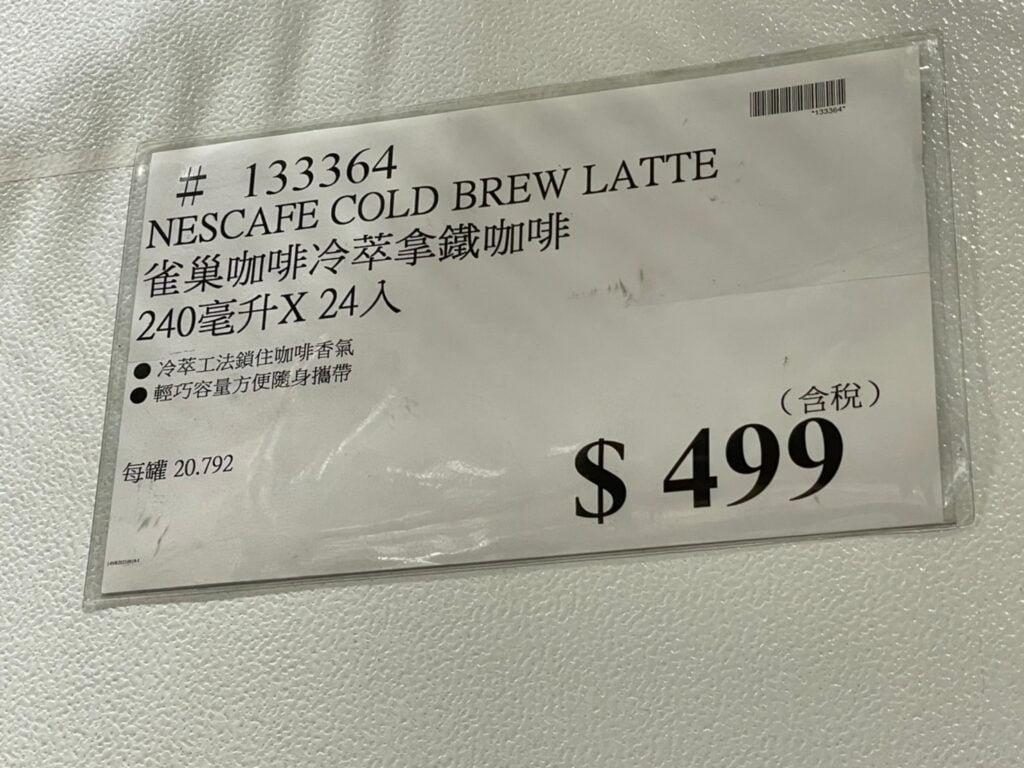 *133364*
# 133364
NESCAFE COLD BREW LATTE
雀巢咖啡冷萃拿鐵咖啡
240毫升X 24入
● 冷萃工法鎖住咖啡香氣
● 輕巧容量方便隨身攜帶
（含稅）
$ 499
每罐 20.792